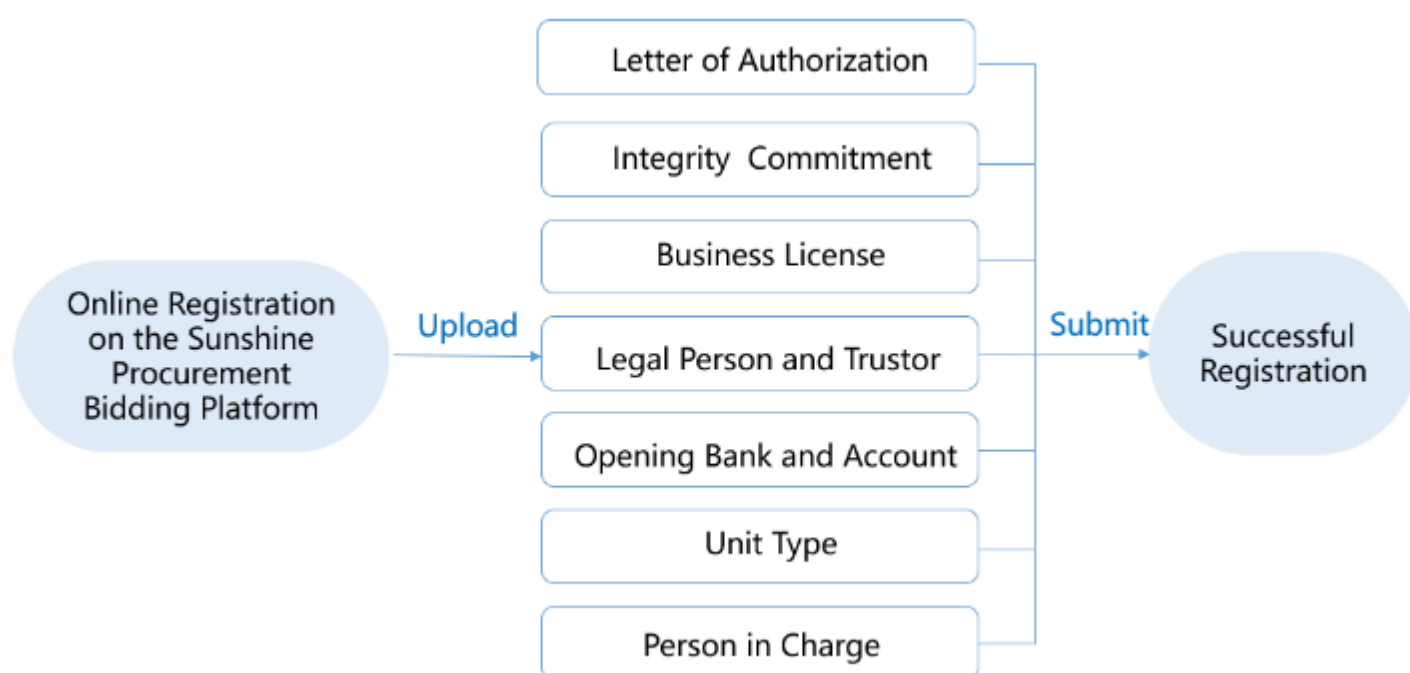 Online Registration
on the Sunshine
Procurement
Bidding Platform
Upload
Letter of Authorization
Integrity Commitment
Business License
Legal Person and Trustor
Opening Bank and Account
Unit Type
Person in Charge
Submit
Successful
Registration